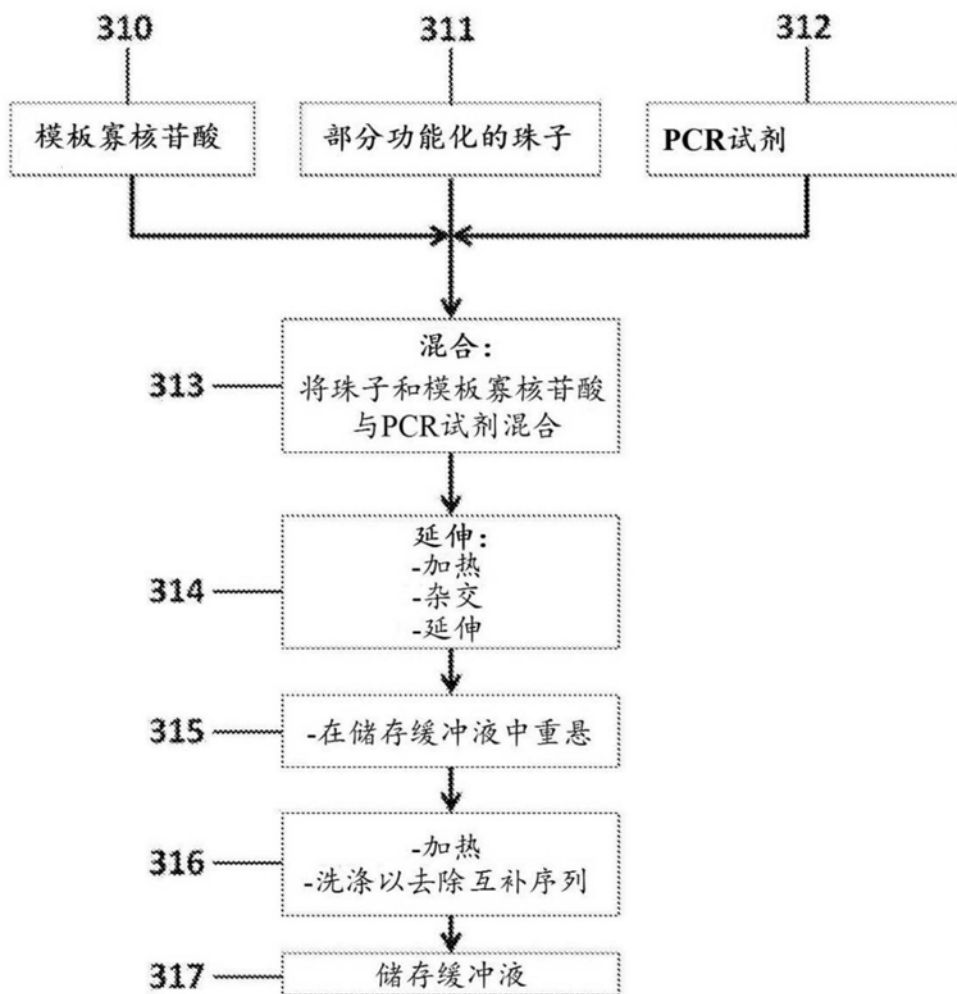 310
311
312
模板寡核苷酸
部分功能化的珠子
PCR试剂
混合：
313
将珠子和模板寡核苷酸
与PCR试剂混合
延伸：
-加热
314
-杂交
-延伸
315
-在储存缓冲液中重悬
-加热
316
-洗涤以去除互补序列
317
储存缓冲液